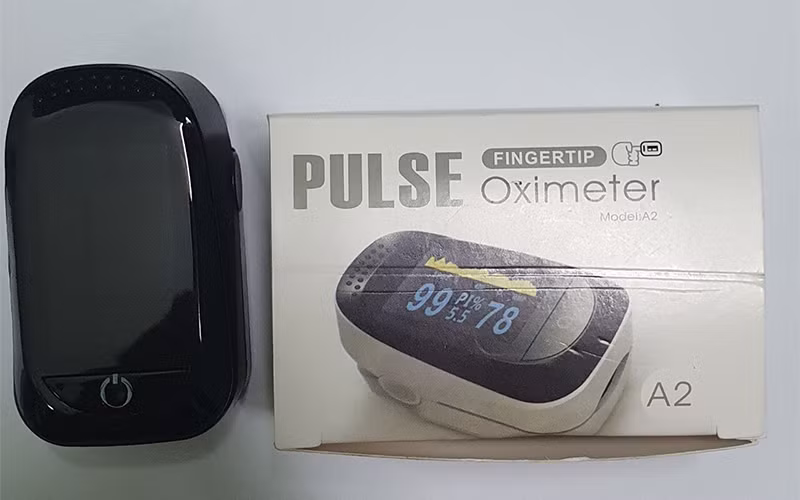 PULSE
FINGERTIP
Oximeter
Model:A2
99 PI% 78
5.5
A2